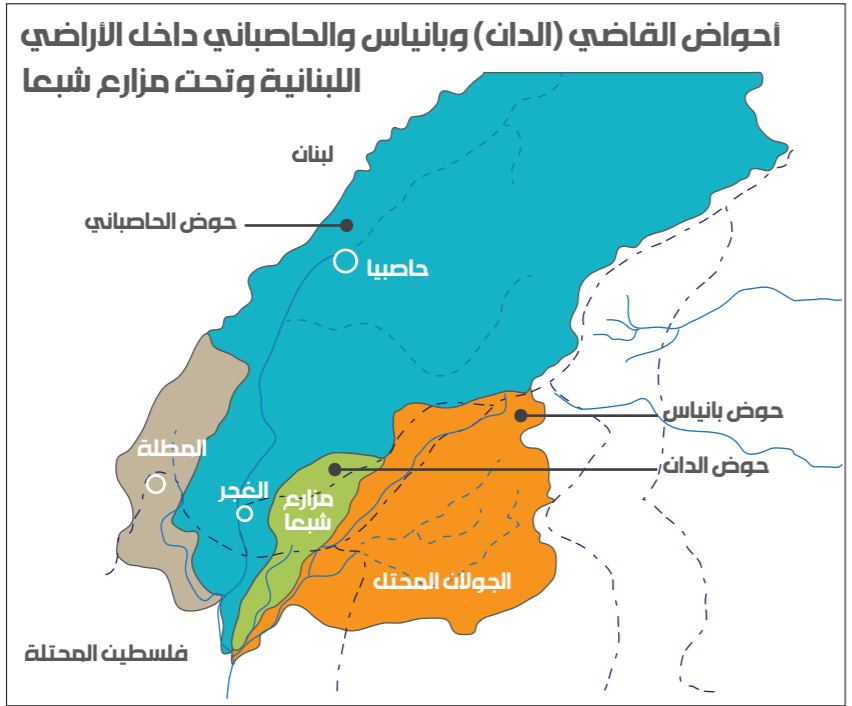 أحواض القاضي (الدان) وبانياس والحاصباني داخل الأراضي
اللبنانية وتحت مزارع شبعا
لبنان
حوض الحاصباني
حاصبيا
حوض بانياس
المطلة
حوض الدان
الغجر
مزارع
شبعا
الجولان المحتل
فلسطين المحتلة